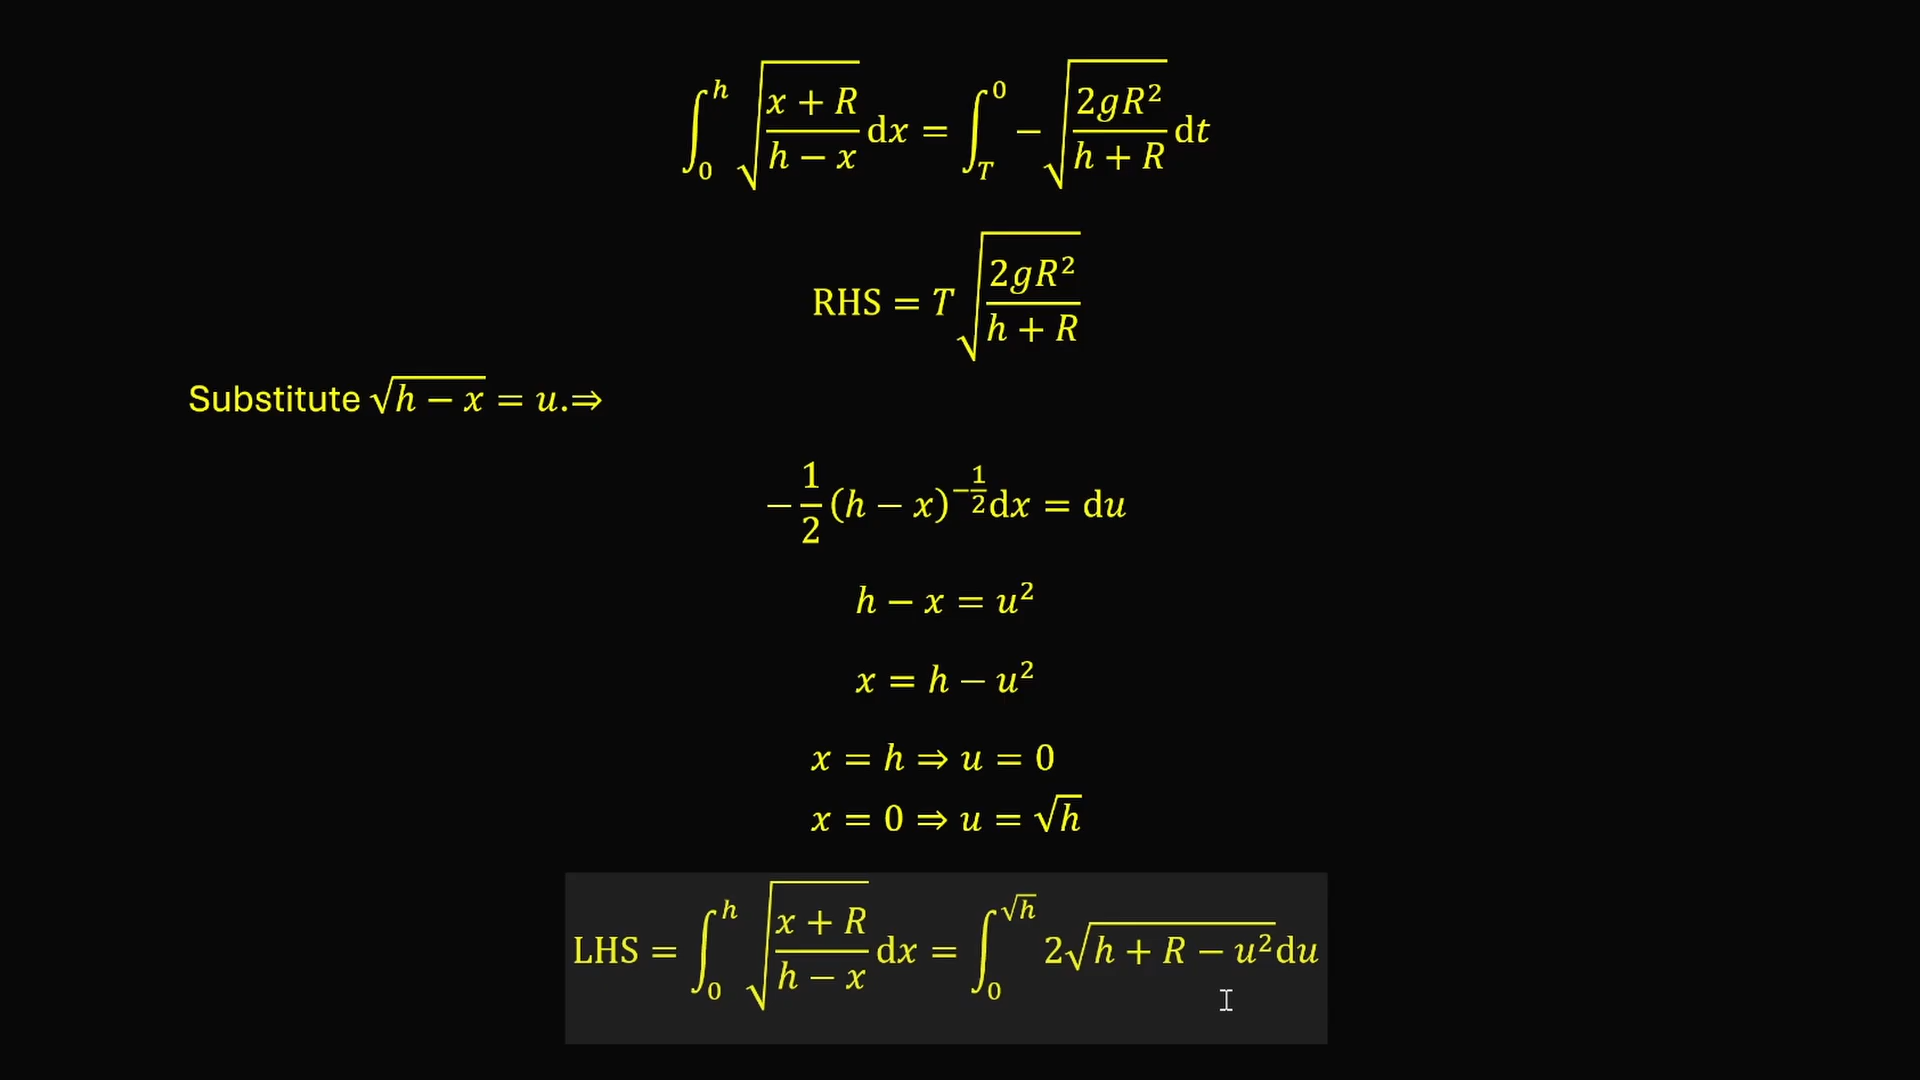 ∫₀ʰ √((x + R)/(h − x)) dx = ∫_T⁰ −√((2gR²)/(h + R)) dt
RHS = T√((2gR²)/(h + R))
Substitute √(h − x) = u.⇒
−(1/2)(h − x)^(−1/2) dx = du
h − x = u²
x = h − u²
x = h ⇒ u = 0
x = 0 ⇒ u = √h
LHS = ∫₀ʰ √((x + R)/(h − x)) dx = ∫₀^√h 2√(h + R − u²) du